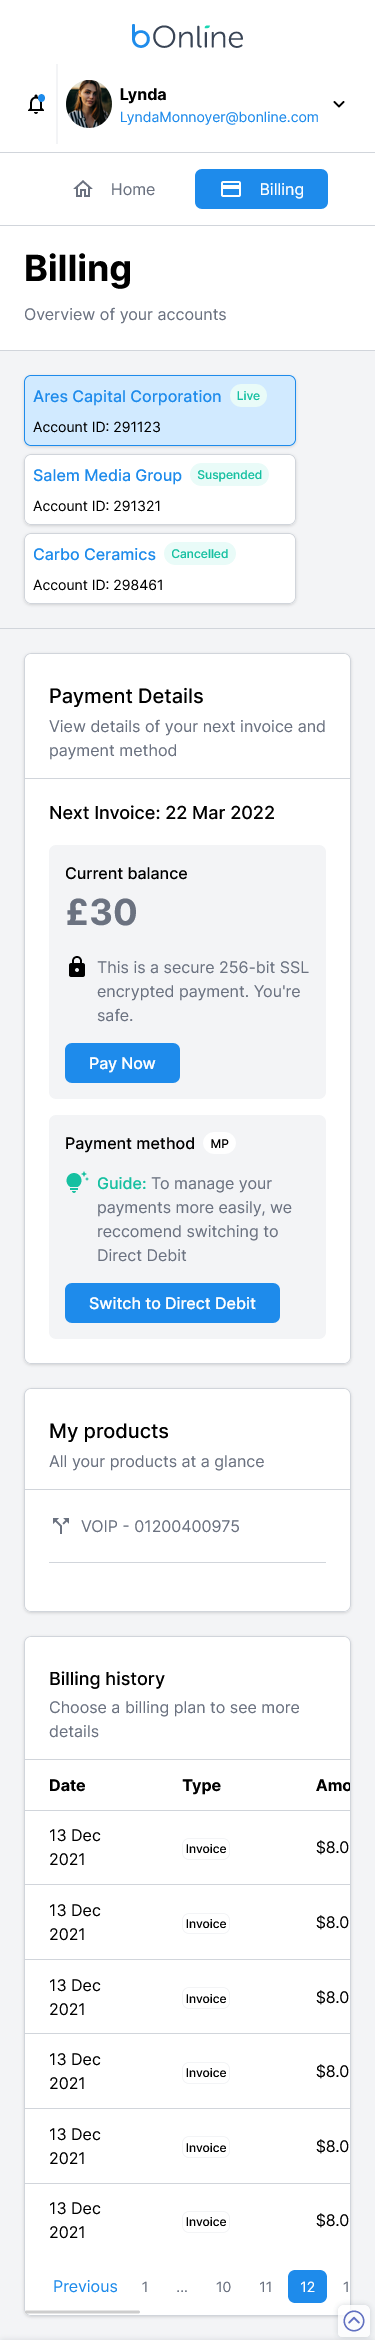 bOnline
Lynda
LyndaMonnoyer@bonline.com
Home
Billing
Billing
Overview of your accounts
Ares Capital Corporation Live
Account ID: 291123
Salem Media Group Suspended
Account ID: 291321
Carbo Ceramics Cancelled
Account ID: 298461
Payment Details
View details of your next invoice and
payment method
Next Invoice: 22 Mar 2022
Current balance
£30
This is a secure 256-bit SSL
encrypted payment. You're
safe.
Pay Now
Payment method MP
Guide: To manage your
payments more easily, we
reccomend switching to
Direct Debit
Switch to Direct Debit
My products
All your products at a glance
VOIP - 01200400975
Billing history
Choose a billing plan to see more
details
Date Type Amo
13 Dec
2021
Invoice
$8.0
13 Dec
2021
Invoice
$8.0
13 Dec
2021
Invoice
$8.0
13 Dec
2021
Invoice
$8.0
13 Dec
2021
Invoice
$8.0
13 Dec
2021
Invoice
$8.0
Previous 1 ... 10 11 12 1